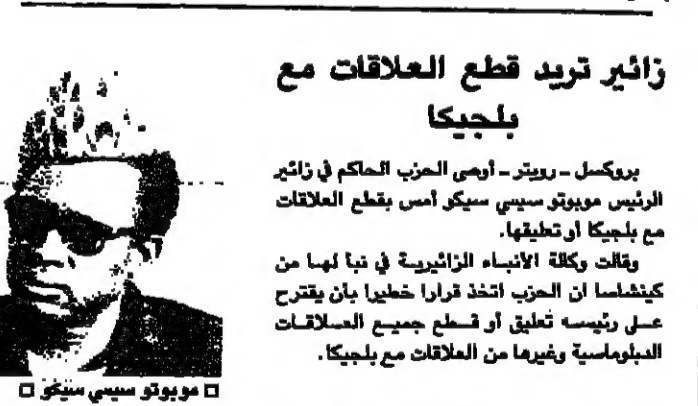 زائير تريد قطع العلاقات مع
بلجيكا
بروكسل ـ رويتر ـ أوصى الحزب الحاكم في زائير
الرئيس موبوتو سيسي سيكو أمس بقطع العلاقات
مع بلجيكا أو تعليقها.
وقالت وكالة الأنباء الزائيرية في نبأ لها من
كينشاسا ان الحزب اتخذ قرارا خطيرا بأن يقترح
على رئيسه تعليق أو قطع جميع العلاقات
الدبلوماسية وغيرها من العلاقات مع بلجيكا.
□ موبوتو سيسي سيكو □